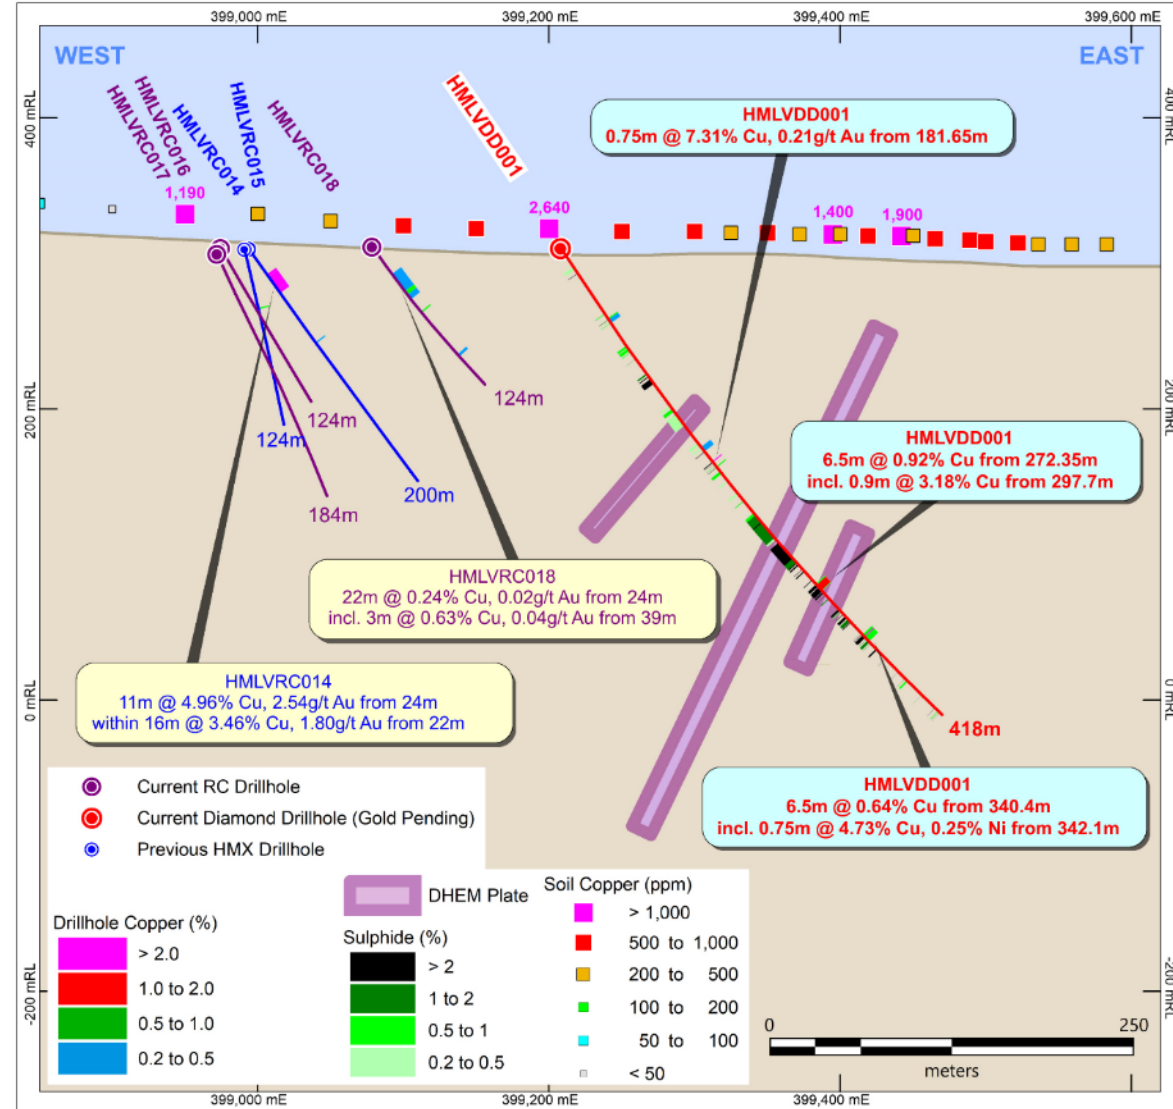 399,000 mE
399,200 mE
399,400 mE
399,600 mE
WEST
EAST
400 mRL
400 mRL
HMLVRC017
HMLVRC016
HMLVRC014
HMLVRC015
HMLVRC018
HMLVDD001
HMLVDD001
0.75m @ 7.31% Cu, 0.21g/t Au from 181.65m
1,190
2,640
1,400
1,900
200 mRL
200 mRL
124m
124m
124m
200m
184m
HMLVDD001
6.5m @ 0.92% Cu from 272.35m
incl. 0.9m @ 3.18% Cu from 297.7m
HMLVRC018
22m @ 0.24% Cu, 0.02g/t Au from 24m
incl. 3m @ 0.63% Cu, 0.04g/t Au from 39m
HMLVRC014
11m @ 4.96% Cu, 2.54g/t Au from 24m
within 16m @ 3.46% Cu, 1.80g/t Au from 22m
0 mRL
0 mRL
418m
HMLVDD001
6.5m @ 0.64% Cu from 340.4m
incl. 0.75m @ 4.73% Cu, 0.25% Ni from 342.1m
Current RC Drillhole
Current Diamond Drillhole (Gold Pending)
Previous HMX Drillhole
Drillhole Copper (%)
> 2.0
1.0 to 2.0
0.5 to 1.0
0.2 to 0.5
DHEM Plate
Sulphide (%)
> 2
1 to 2
0.5 to 1
0.2 to 0.5
Soil Copper (ppm)
> 1,000
500 to 1,000
200 to 500
100 to 200
50 to 100
< 50
-200 mRL
-200 mRL
0
250
meters
399,000 mE
399,200 mE
399,400 mE